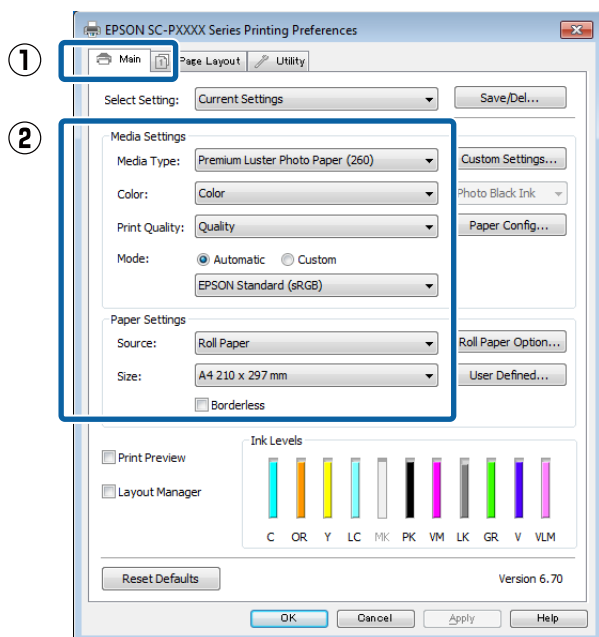 EPSON SC-PXXXX Series Printing Preferences
① Main 1 Page Layout Utility
Select Setting: Current Settings Save/Del...
②
Media Settings
Media Type: Premium Luster Photo Paper (260) Custom Settings...
Color: Color Photo Black Ink
Print Quality: Quality Paper Config...
Mode: Automatic Custom
EPSON Standard (sRGB)
Paper Settings
Source: Roll Paper Roll Paper Option...
Size: A4 210 x 297 mm User Defined...
Borderless
Ink Levels
Print Preview
Layout Manager
C OR Y LC MK PK VM LK GR V VLM
Reset Defaults Version 6.70
OK Cancel Apply Help